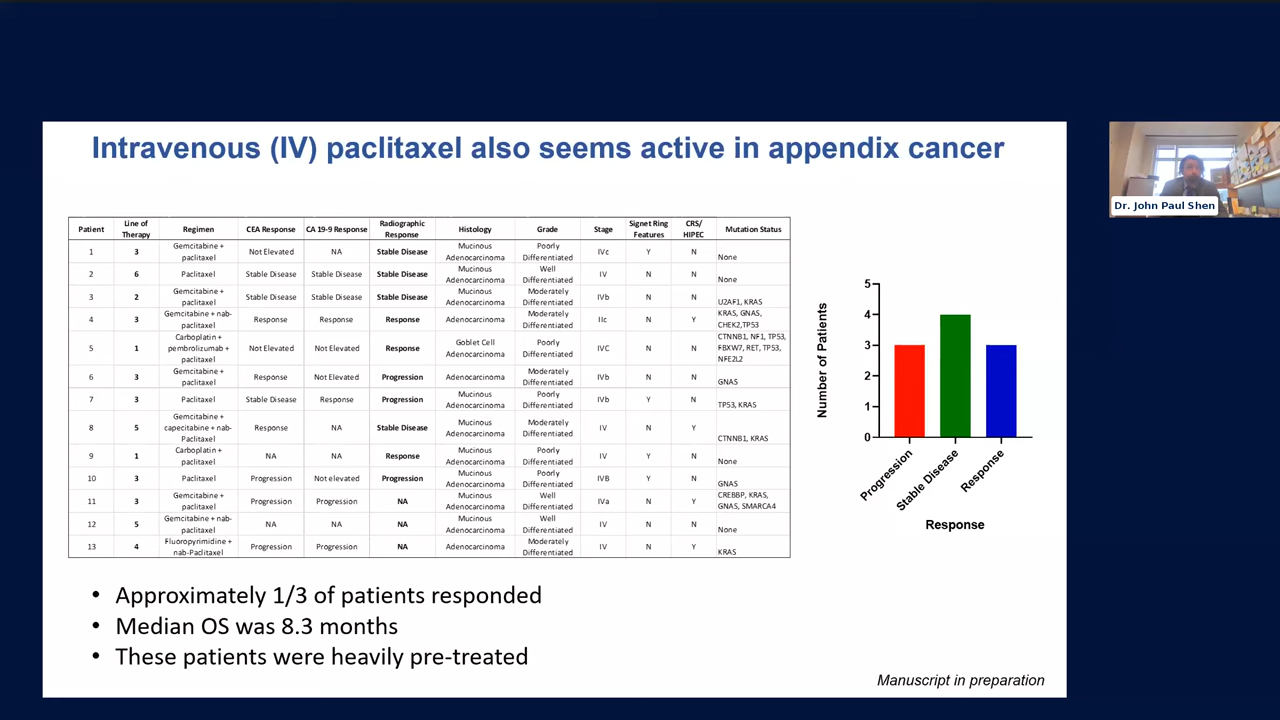 Intravenous (IV) paclitaxel also seems active in appendix cancer
Dr. John Paul Shen
Patient Line of Therapy Regimen CEA Response CA 19-9 Response Radiographic Response Histology Grade Stage Signet Ring Features CRS/ HIPEC Mutation Status
1 3 Gemcitabine + paclitaxel Not Elevated NA Stable Disease Mucinous Adenocarcinoma Poorly Differentiated IVc Y N None
2 6 Paclitaxel Stable Disease Stable Disease Stable Disease Mucinous Adenocarcinoma Well Differentiated IV N N None
3 2 Gemcitabine + paclitaxel Stable Disease Stable Disease Stable Disease Mucinous Adenocarcinoma Moderately Differentiated IVb N N U2AF1, KRAS
4 3 Gemcitabine + nab-paclitaxel Response Response Response Adenocarcinoma Moderately Differentiated IIc N Y KRAS, GNAS, CHEK2,TP53
5 1 Carboplatin + pembrolizumab + paclitaxel Not Elevated Not Elevated Response Goblet Cell Adenocarcinoma Poorly Differentiated IVC N N CTNNB1, NF1, TP53, FBXW7, RET, TP53, NFE2L2
6 3 Gemcitabine + paclitaxel Response Not Elevated Progression Adenocarcinoma Moderately Differentiated IVb N N GNAS
7 3 Paclitaxel Stable Disease Response Progression Mucinous Adenocarcinoma Poorly Differentiated IVb Y N TP53, KRAS
8 5 Gemcitabine + capecitabine + nab-Paclitaxel Response NA Stable Disease Mucinous Adenocarcinoma Moderately Differentiated IV N Y CTNNB1, KRAS
9 1 Carboplatin + paclitaxel NA NA Response Mucinous Adenocarcinoma Poorly Differentiated IV Y N None
10 3 Paclitaxel Progression Not elevated Progression Mucinous Adenocarcinoma Poorly Differentiated IVB Y N GNAS
11 3 Gemcitabine + paclitaxel Progression Progression NA Mucinous Adenocarcinoma Well Differentiated IVa N Y CREBBP, KRAS, GNAS, SMARCA4
12 5 Gemcitabine + nab-paclitaxel NA NA NA Mucinous Adenocarcinoma Well Differentiated IV N N None
13 4 Fluoropyrimidine + nab-Paclitaxel Progression Progression NA Adenocarcinoma Moderately Differentiated IV N Y KRAS
Number of Patients
5
4
3
2
1
0
Progression
Stable Disease
Response
Response
• Approximately 1/3 of patients responded
• Median OS was 8.3 months
• These patients were heavily pre-treated
Manuscript in preparation